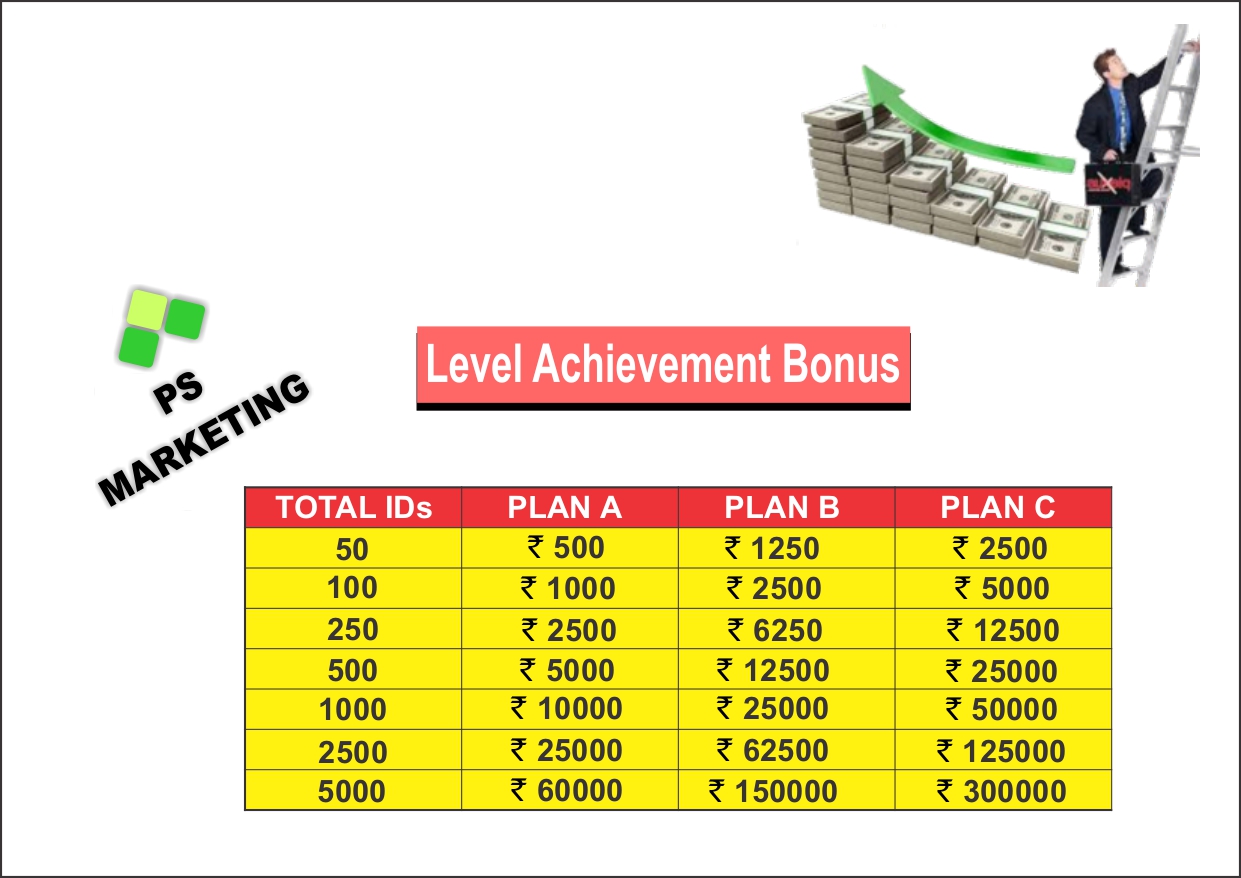 PS
MARKETING
Level Achievement Bonus
TOTAL IDs PLAN A PLAN B PLAN C
50 ₹ 500 ₹ 1250 ₹ 2500
100 ₹ 1000 ₹ 2500 ₹ 5000
250 ₹ 2500 ₹ 6250 ₹ 12500
500 ₹ 5000 ₹ 12500 ₹ 25000
1000 ₹ 10000 ₹ 25000 ₹ 50000
2500 ₹ 25000 ₹ 62500 ₹ 125000
5000 ₹ 60000 ₹ 150000 ₹ 300000